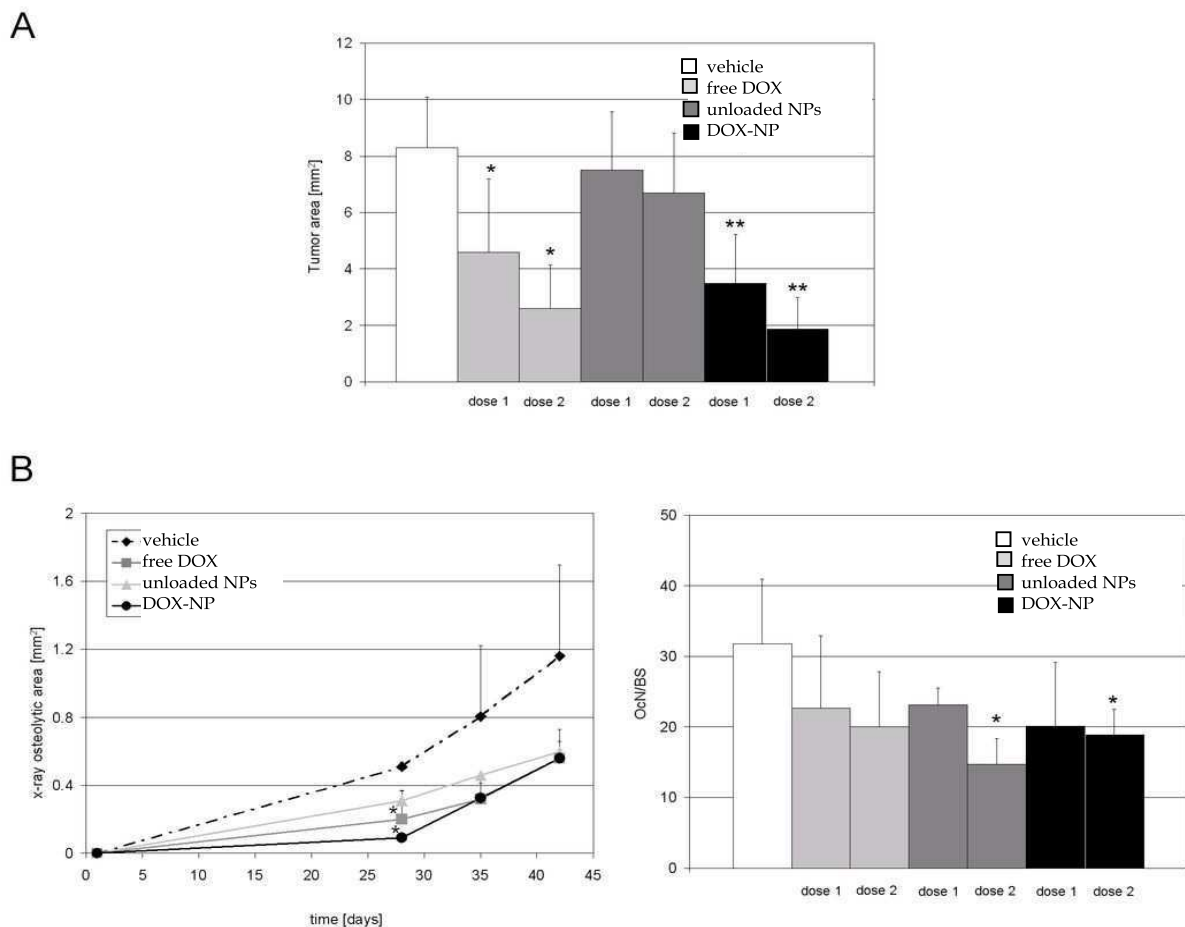 A
Tumor area [mm²]
12
10
8
6
4
2
0
vehicle
free DOX
unloaded NPs
DOX-NP
*
*
**
**
dose 1 dose 2 dose 1 dose 2 dose 1 dose 2
B
x-ray osteolytic area [mm²]
2
1.6
1.2
0.8
0.4
0
vehicle
free DOX
unloaded NPs
DOX-NP
*
*
0 5 10 15 20 25 30 35 40 45
time [days]
OcN/BS
50
40
30
20
10
0
vehicle
free DOX
unloaded NPs
DOX-NP
*
*
dose 1 dose 2 dose 1 dose 2 dose 1 dose 2